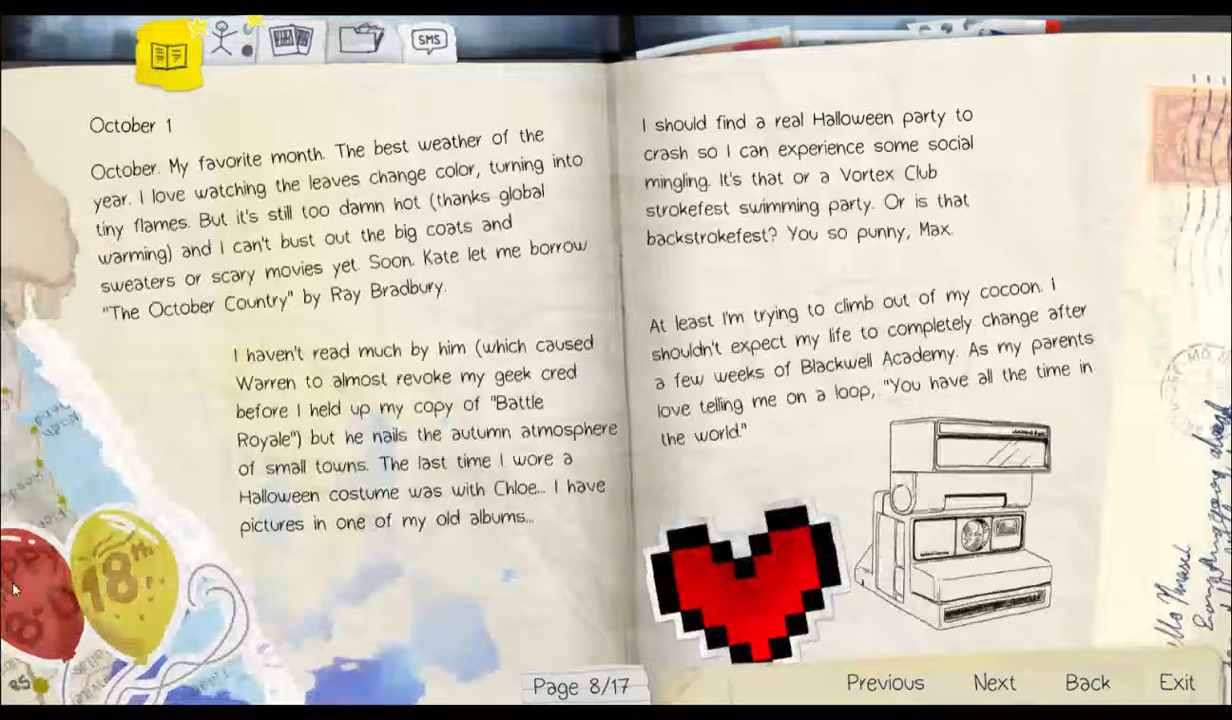 SMS
October 1
October. My favorite month. The best weather of the
year. I love watching the leaves change color, turning into
tiny flames. But it's still too damn hot (thanks global
warming) and I can't bust out the big coats and
sweaters or scary movies yet. Soon. Kate let me borrow
"The October Country" by Ray Bradbury.
I haven't read much by him (which caused
Warren to almost revoke my geek cred
before I held up my copy of "Battle
Royale") but he nails the autumn atmosphere
of small towns. The last time I wore a
Halloween costume was with Chloe... I have
pictures in one of my old albums...
18th
I should find a real Halloween party to
crash so I can experience some social
mingling. It's that or a Vortex Club
strokefest swimming party. Or is that
backstrokefest? You so punny, Max.
At least I'm trying to climb out of my cocoon. I
shouldn't expect my life to completely change after
a few weeks of Blackwell Academy. As my parents
love telling me on a loop, "You have all the time in
the world."
Page 8/17
Previous Next Back Exit